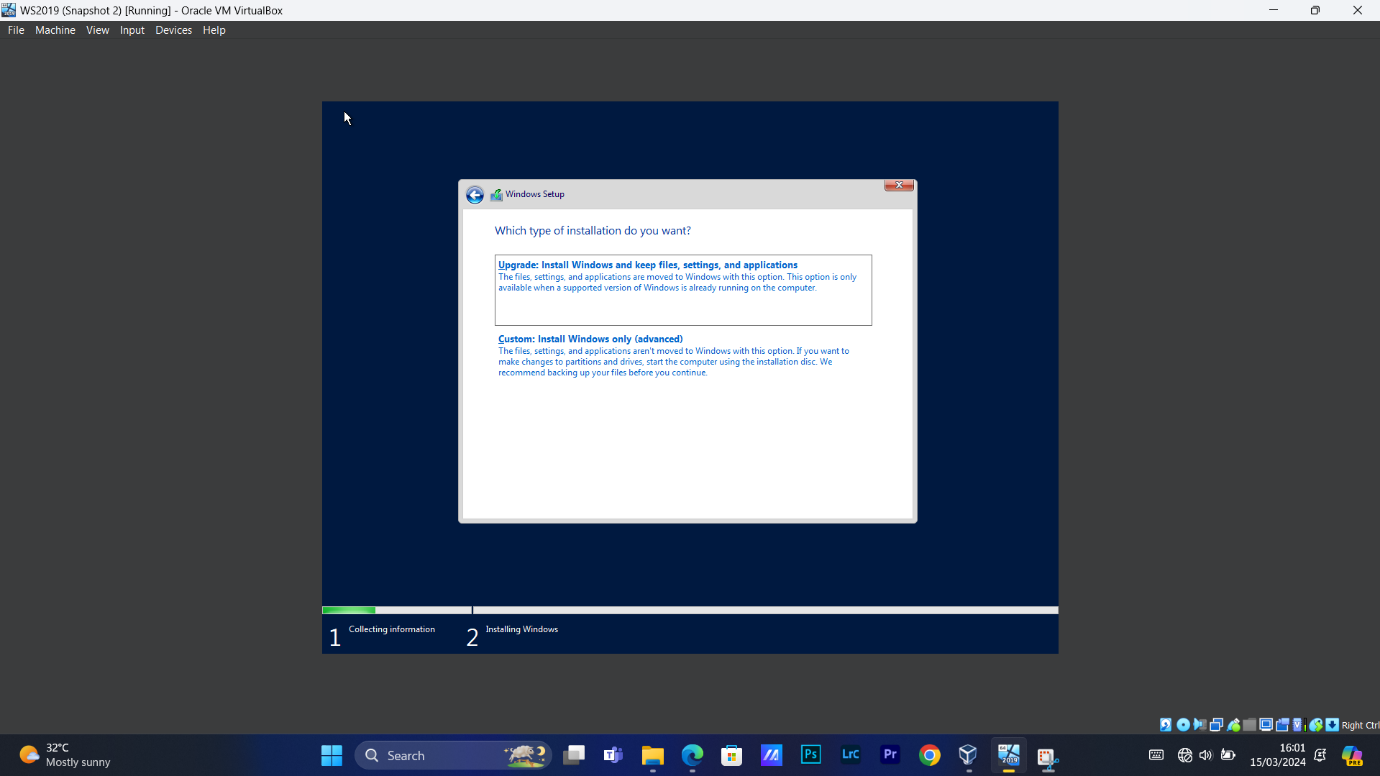 WS2019 (Snapshot 2) [Running] - Oracle VM VirtualBox
File Machine View Input Devices Help
Windows Setup
Which type of installation do you want?
Upgrade: Install Windows and keep files, settings, and applications
The files, settings, and applications are moved to Windows with this option. This option is only
available when a supported version of Windows is already running on the computer.
Custom: Install Windows only (advanced)
The files, settings, and applications aren't moved to Windows with this option. If you want to
make changes to partitions and drives, start the computer using the installation disc. We
recommend backing up your files before you continue.
1 Collecting information 2 Installing Windows
Right Ctrl
32°C
Mostly sunny
Search
Ps
LrC
Pr
2019
16:01
15/03/2024
PRE